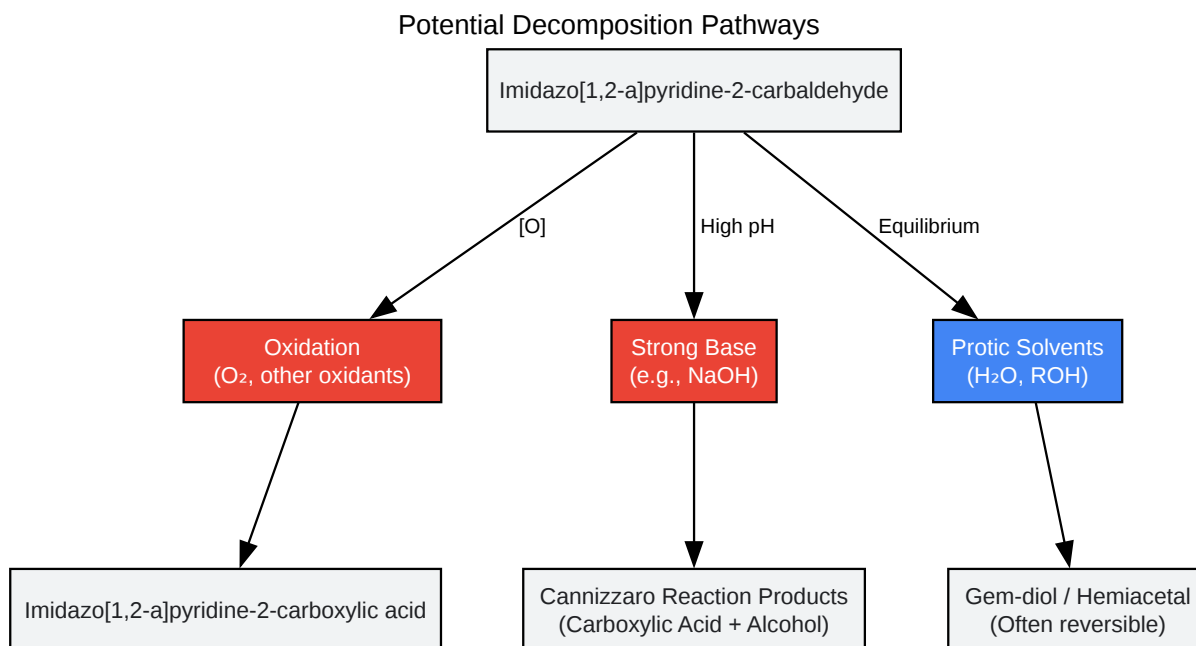 Potential Decomposition Pathways
Imidazo[1,2-a]pyridine-2-carbaldehyde
[O]
High pH
Equilibrium
Oxidation
(O₂, other oxidants)
Strong Base
(e.g., NaOH)
Protic Solvents
(H₂O, ROH)
Imidazo[1,2-a]pyridine-2-carboxylic acid
Cannizzaro Reaction Products
(Carboxylic Acid + Alcohol)
Gem-diol / Hemiacetal
(Often reversible)